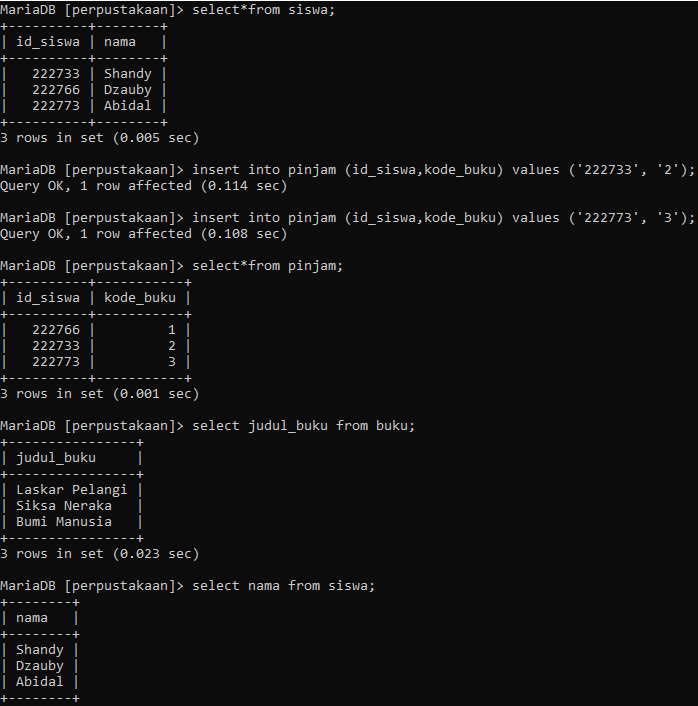 MariaDB [perpustakaan]> select*from siswa;
+----------+--------+
| id_siswa | nama   |
+----------+--------+
|   222733 | Shandy |
|   222766 | Dzauby |
|   222773 | Abidal |
+----------+--------+
3 rows in set (0.005 sec)
MariaDB [perpustakaan]> insert into pinjam (id_siswa,kode_buku) values ('222733', '2');
Query OK, 1 row affected (0.114 sec)
MariaDB [perpustakaan]> insert into pinjam (id_siswa,kode_buku) values ('222773', '3');
Query OK, 1 row affected (0.108 sec)
MariaDB [perpustakaan]> select*from pinjam;
+----------+-----------+
| id_siswa | kode_buku |
+----------+-----------+
|   222766 |         1 |
|   222733 |         2 |
|   222773 |         3 |
+----------+-----------+
3 rows in set (0.001 sec)
MariaDB [perpustakaan]> select judul_buku from buku;
+----------------+
| judul_buku     |
+----------------+
| Laskar Pelangi |
| Siksa Neraka   |
| Bumi Manusia   |
+----------------+
3 rows in set (0.023 sec)
MariaDB [perpustakaan]> select nama from siswa;
+--------+
| nama   |
+--------+
| Shandy |
| Dzauby |
| Abidal |
+--------+